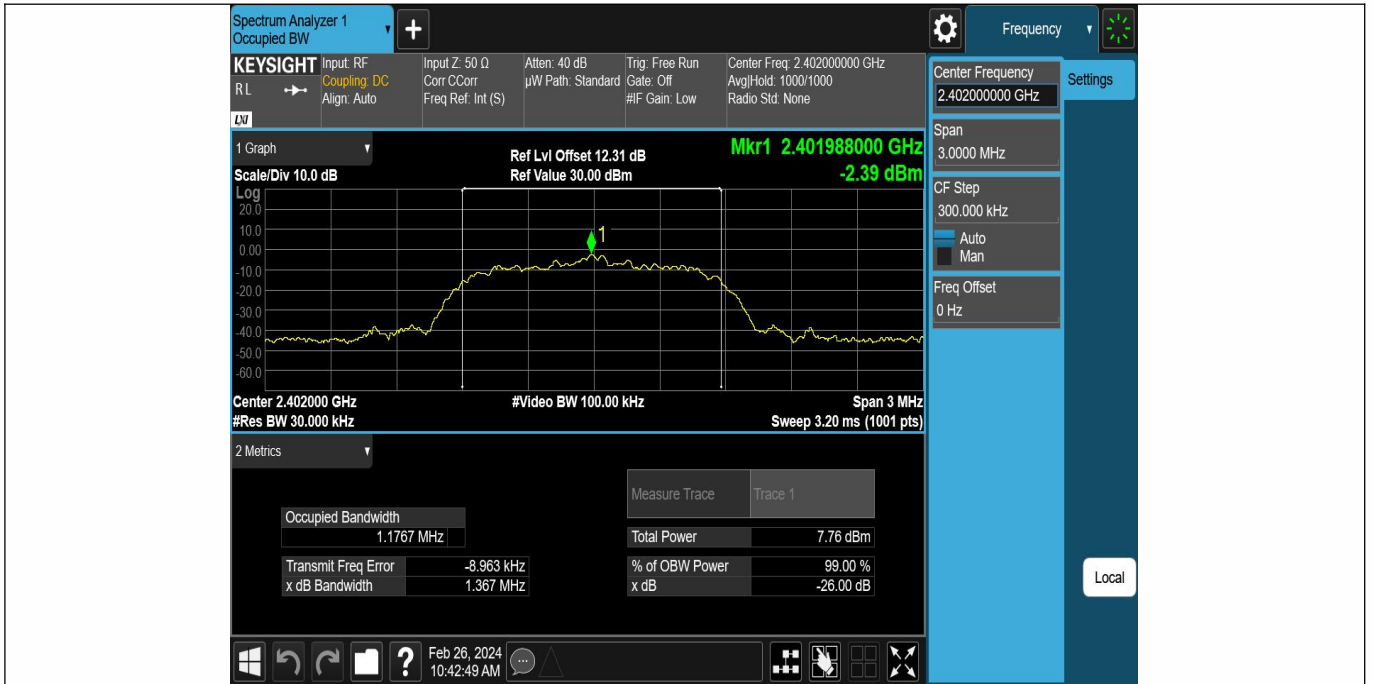 Spectrum Analyzer 1
Occupied BW
+
Frequency
KEYSIGHT
RL
LXI
Input: RF
Coupling: DC
Align: Auto
Input Z: 50 Ω
Corr CCorr
Freq Ref: Int (S)
Atten: 40 dB
µW Path: Standard
Trig: Free Run
Gate: Off
#IF Gain: Low
Center Freq: 2.402000000 GHz
Avg|Hold: 1000/1000
Radio Std: None
Center Frequency
2.402000000 GHz
Settings
Span
3.0000 MHz
CF Step
300.000 kHz
Auto
Man
Freq Offset
0 Hz
Local
1 Graph
Scale/Div 10.0 dB
Ref Lvl Offset 12.31 dB
Ref Value 30.00 dBm
Mkr1 2.401988000 GHz
-2.39 dBm
Log
20.0
10.0
0.00
-10.0
-20.0
-30.0
-40.0
-50.0
-60.0
1
Center 2.402000 GHz
#Video BW 100.00 kHz
Span 3 MHz
#Res BW 30.000 kHz
Sweep 3.20 ms (1001 pts)
2 Metrics
Measure Trace
Trace 1
Occupied Bandwidth
1.1767 MHz
Total Power
7.76 dBm
Transmit Freq Error
-8.963 kHz
% of OBW Power
99.00 %
x dB Bandwidth
1.367 MHz
x dB
-26.00 dB
?
Feb 26, 2024
10:42:49 AM